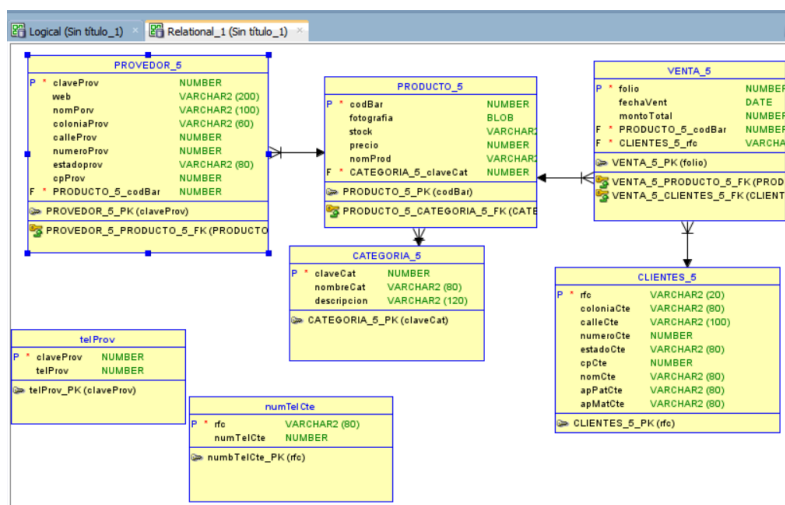 Logical (Sin título_1)
Relational_1 (Sin título_1)
PROVEDOR_5
P * claveProv NUMBER
web VARCHAR2 (200)
nomPorv VARCHAR2 (100)
coloniaProv VARCHAR2 (60)
calleProv NUMBER
numeroProv NUMBER
estadoprov VARCHAR2 (80)
cpProv NUMBER
F * PRODUCTO_5_codBar NUMBER
PROVEDOR_5_PK (claveProv)
PROVEDOR_5_PRODUCTO_5_FK (PRODUCTO
PRODUCTO_5
P * codBar NUMBER
fotografia BLOB
stock VARCHAR2
precio NUMBER
nomProd VARCHAR2
F * CATEGORIA_5_claveCat NUMBER
PRODUCTO_5_PK (codBar)
PRODUCTO_5_CATEGORIA_5_FK (CATE
VENTA_5
P * folio NUMBER
fechaVent DATE
montoTotal NUMBER
F * PRODUCTO_5_codBar NUMBER
F * CLIENTES_5_rfc VARCHA
VENTA_5_PK (folio)
VENTA_5_PRODUCTO_5_FK (PROD
VENTA_5_CLIENTES_5_FK (CLIENT
CATEGORIA_5
P * claveCat NUMBER
nombreCat VARCHAR2 (80)
descripcion VARCHAR2 (120)
CATEGORIA_5_PK (claveCat)
CLIENTES_5
P * rfc VARCHAR2 (20)
coloniaCte VARCHAR2 (80)
calleCte VARCHAR2 (100)
numeroCte NUMBER
estadoCte VARCHAR2 (80)
cpCte NUMBER
nomCte VARCHAR2 (80)
apPatCte VARCHAR2 (80)
apMatCte VARCHAR2 (80)
CLIENTES_5_PK (rfc)
telProv
P * claveProv NUMBER
telProv NUMBER
telProv_PK (claveProv)
numTelCte
P * rfc VARCHAR2 (80)
numTelCte NUMBER
numbTelCte_PK (rfc)